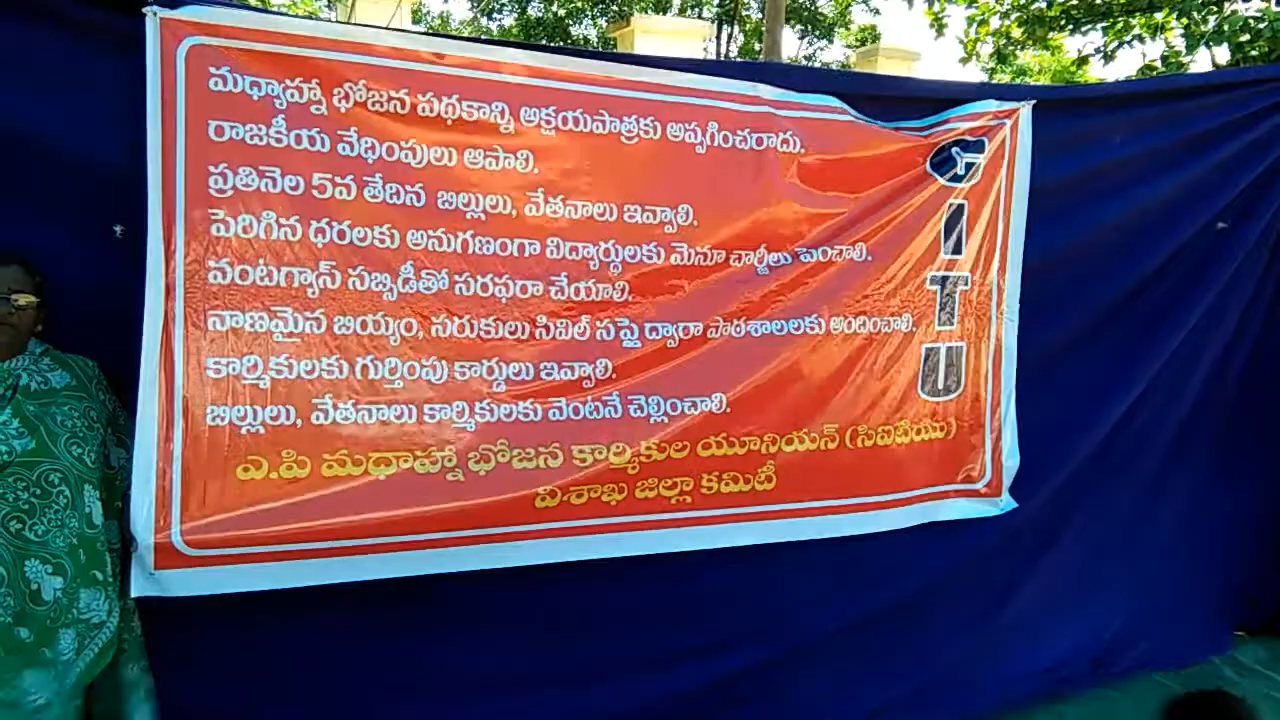 మధ్యాహ్నా భోజన పథకాన్ని అక్షయపాత్రకు అప్పగించరాదు.
రాజకీయ వేధింపులు ఆపాలి.
ప్రతినెల 5వ తేదిన బిల్లులు, వేతనాలు ఇవ్వాలి.
పెరిగిన ధరలకు అనుగణంగా విద్యార్ధులకు మెనూ చార్జీలు పెంచాలి.
వంటగ్యాస్ సబ్సిడీతో సరఫరా చేయాలి.
నాణమైన బియ్యం, సరుకులు సివిల్ సప్లై ద్వారా పాఠశాలలకు అందించాలి.
కార్మికులకు గుర్తింపు కార్డులు ఇవ్వాలి.
బిల్లులు, వేతనాలు కార్మికులకు వెంటనే చెల్లించాలి.
ఎ.పి మధాహ్నా భోజన కార్మికుల యూనియన్ (సిఐటియు)
విశాఖ జిల్లా కమిటీ
CITU